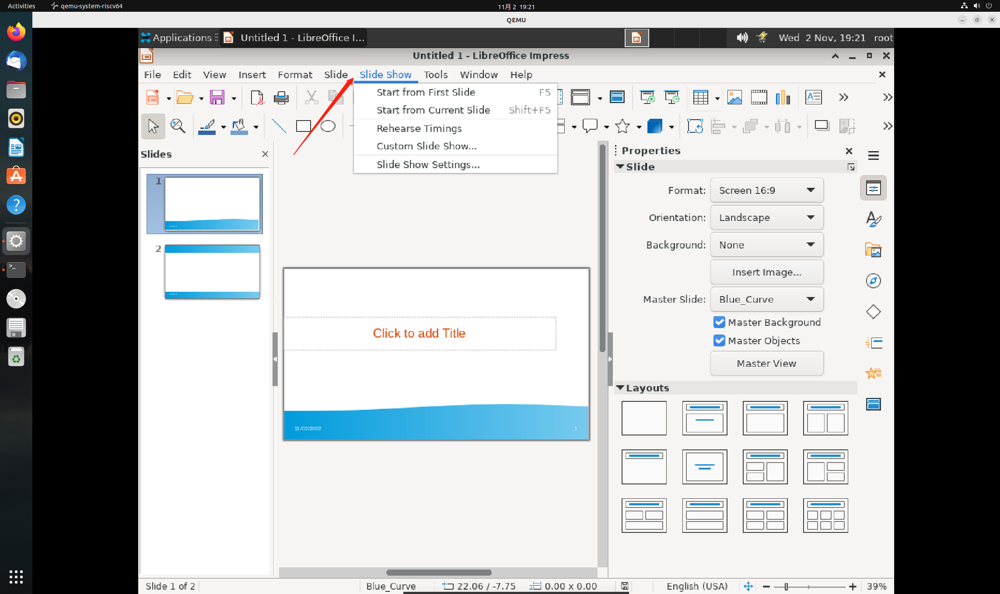 Activities
qemu-system-riscv64
11月 2 19:21
QEMU
Applications
Untitled 1 - LibreOffice I...
Wed 2 Nov, 19:21
root
Untitled 1 - LibreOffice Impress
File Edit View Insert Format Slide Slide Show Tools Window Help
Start from First Slide F5
Start from Current Slide Shift+F5
Rehearse Timings
Custom Slide Show...
Slide Show Settings...
Slides
1
2
Click to add Title
11/02/2022
1
Properties
Slide
Format: Screen 16:9
Orientation: Landscape
Background: None
Insert Image...
Master Slide: Blue_Curve
Master Background
Master Objects
Master View
Layouts
Slide 1 of 2
Blue_Curve
22.06 / -7.75
0.00 x 0.00
English (USA)
39%